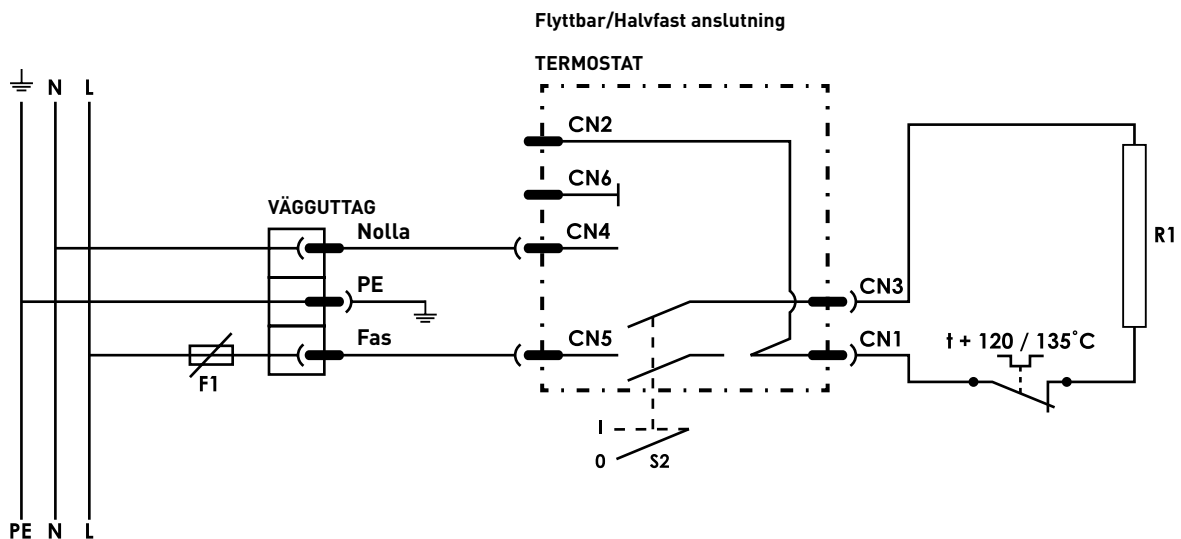 Flyttbar/Halvfast anslutning
TERMOSTAT
N L
CN2
CN6
VÄGGUTTAG
Nolla
CN4
R1
PE
CN3
Fas
CN5
CN1
t + 120 / 135°C
F1
I
0
S2
PE N L